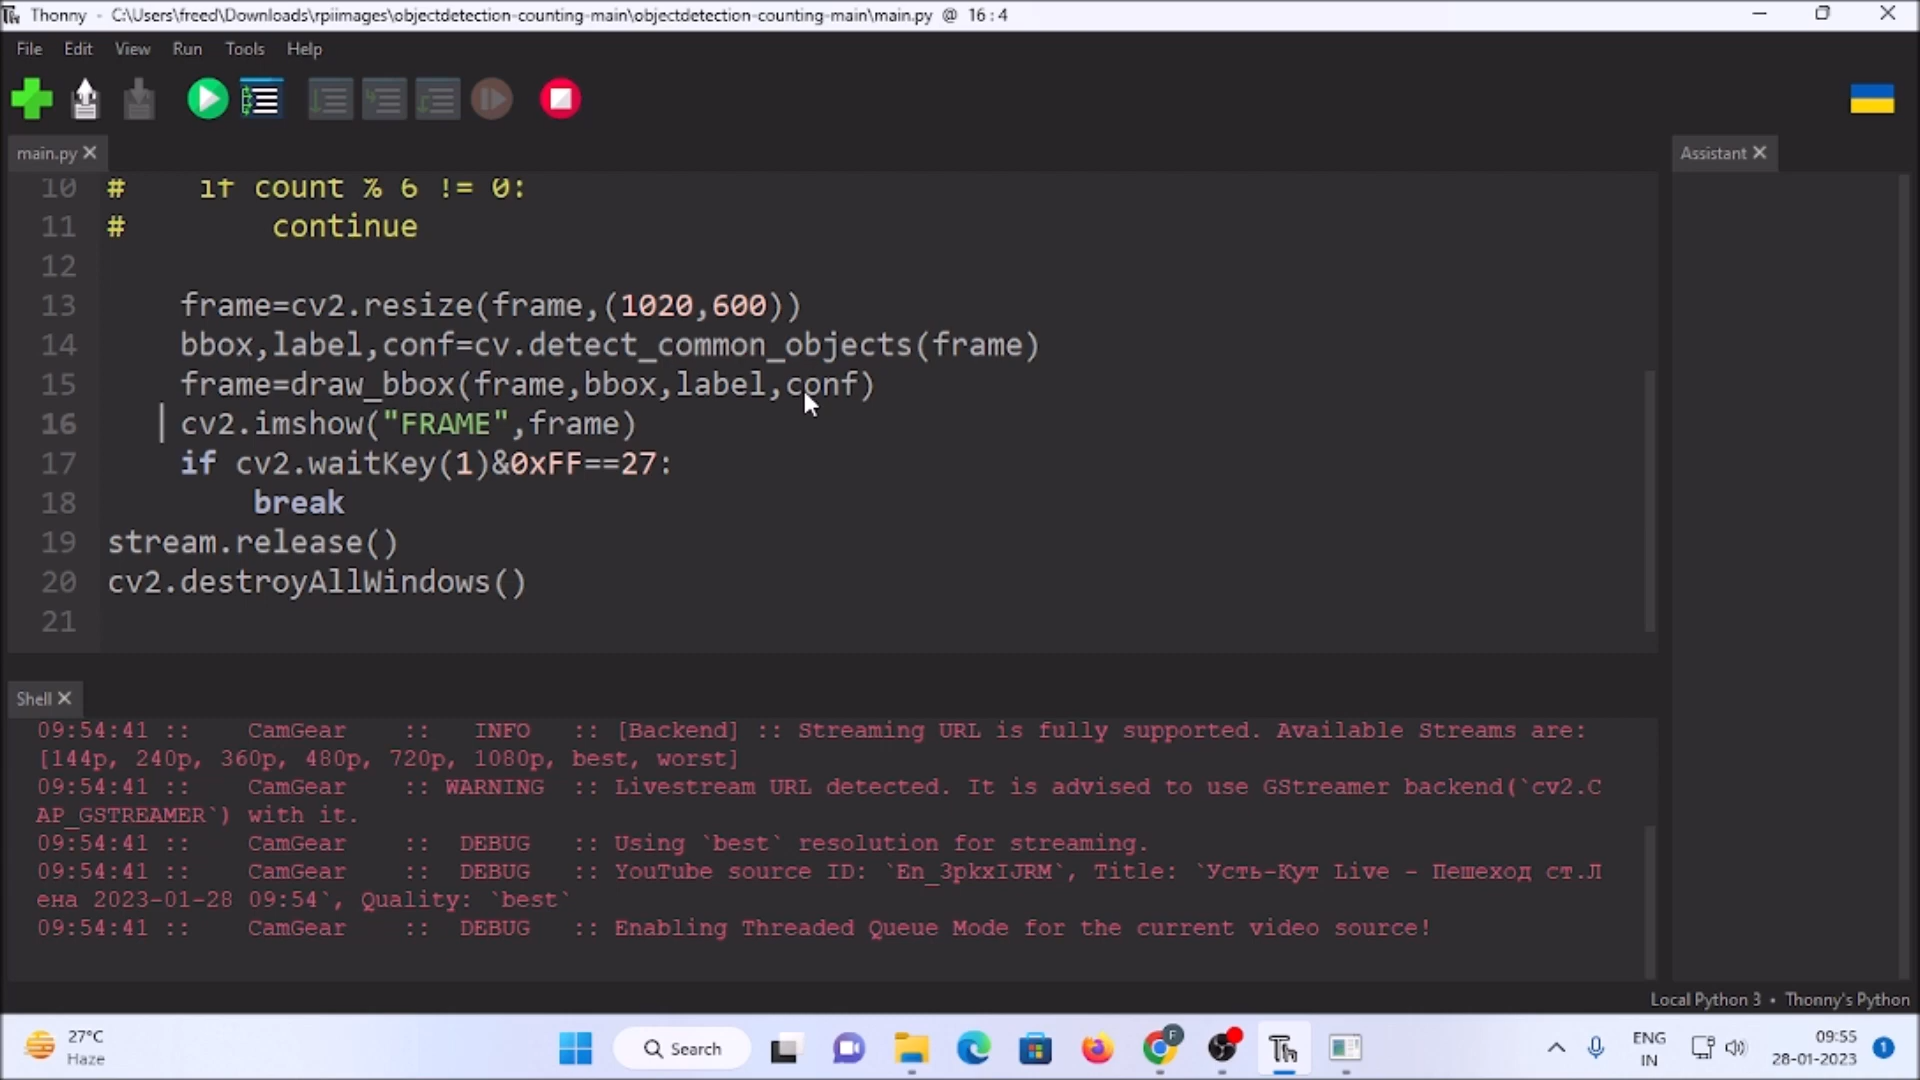 Thonny - C:\Users\freed\Downloads\rpiimages\objectdetection-counting-main\objectdetection-counting-main\main.py @ 16 : 4
File Edit View Run Tools Help
main.py
Assistant
10 # if count % 6 != 0:
11 # continue
12
13 frame=cv2.resize(frame,(1020,600))
14 bbox,label,conf=cv.detect_common_objects(frame)
15 frame=draw_bbox(frame,bbox,label,conf)
16 cv2.imshow("FRAME",frame)
17 if cv2.waitKey(1)&0xFF==27:
18 break
19 stream.release()
20 cv2.destroyAllWindows()
21
Shell
09:54:41 :: CamGear :: INFO :: [Backend] :: Streaming URL is fully supported. Available Streams are:
[144p, 240p, 360p, 480p, 720p, 1080p, best, worst]
09:54:41 :: CamGear :: WARNING :: Livestream URL detected. It is advised to use GStreamer backend(`cv2.C
AP_GSTREAMER`) with it.
09:54:41 :: CamGear :: DEBUG :: Using `best` resolution for streaming.
09:54:41 :: CamGear :: DEBUG :: YouTube source ID: `En_3pkxIJRM`, Title: `Усть-Кут Live - Пешеход ст.Л
ена 2023-01-28 09:54`, Quality: `best`
09:54:41 :: CamGear :: DEBUG :: Enabling Threaded Queue Mode for the current video source!
Local Python 3 • Thonny's Python
27°C
Haze
Search
F
Th
ENG
IN
09:55
28-01-2023
1